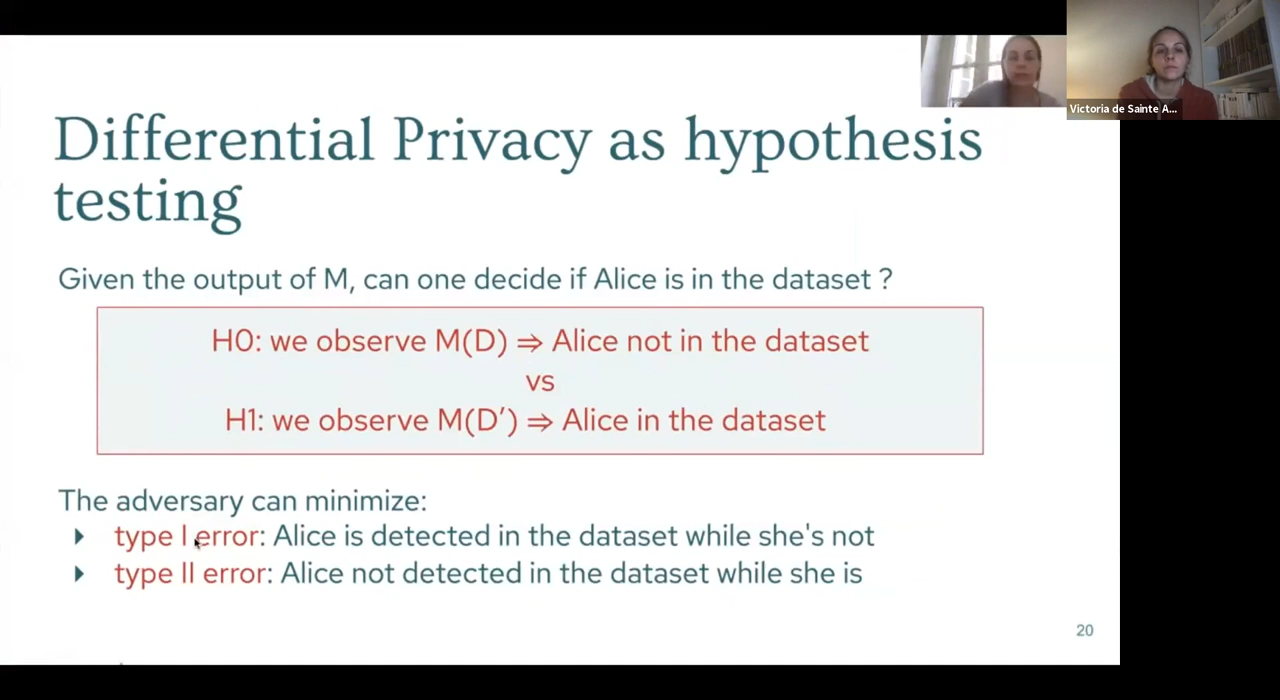 Victoria de Sainte A...
Differential Privacy as hypothesis
testing
Given the output of M, can one decide if Alice is in the dataset ?
H0: we observe M(D) ⇒ Alice not in the dataset
vs
H1: we observe M(D’) ⇒ Alice in the dataset
The adversary can minimize:
type I error: Alice is detected in the dataset while she's not
type II error: Alice not detected in the dataset while she is
20